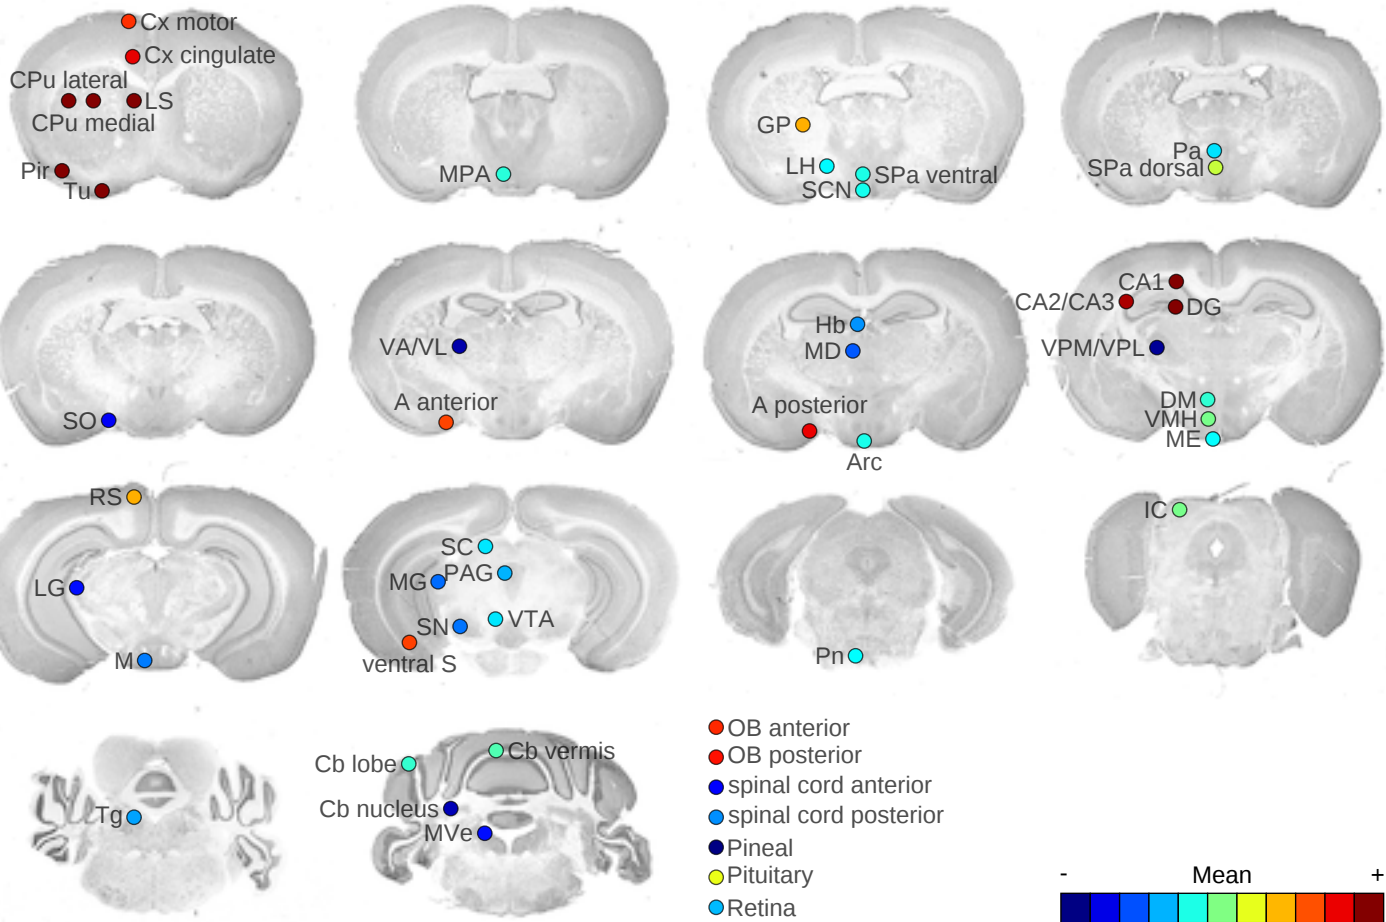 Cx motor
Cx cingulate
CPu lateral
LS
CPu medial
Pir
Tu
MPA
GP
LH
SPa ventral
SCN
Pa
SPa dorsal
SO
VA/VL
A anterior
Hb
MD
A posterior
Arc
CA1
CA2/CA3
DG
VPM/VPL
DM
VMH
ME
RS
LG
M
SC
MG
PAG
SN
VTA
ventral S
Pn
IC
Tg
Cb lobe
Cb vermis
Cb nucleus
MVe
OB anterior
OB posterior
spinal cord anterior
spinal cord posterior
Pineal
Pituitary
Retina
- Mean +